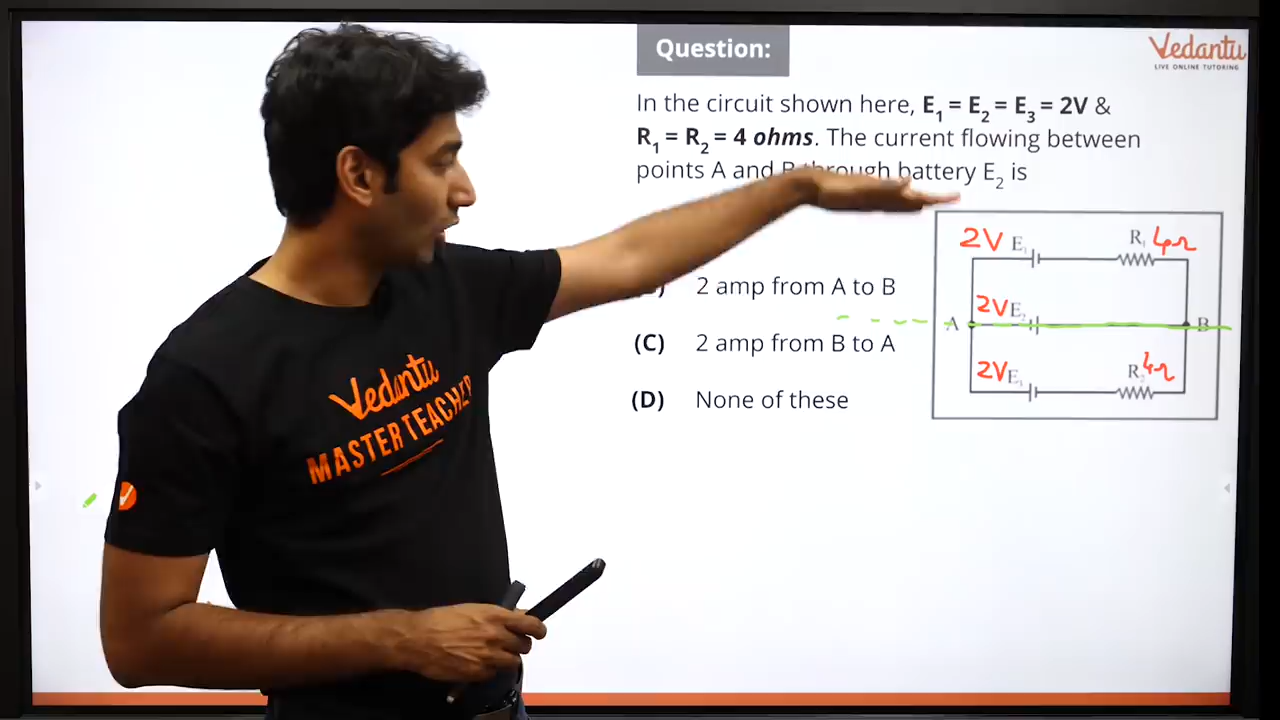 Question:
Vedantu
LIVE ONLINE TUTORING
In the circuit shown here, E1 = E2 = E3 = 2V &
R1 = R2 = 4 ohms. The current flowing between
points A and B through battery E2 is
2 amp from A to B
(C) 2 amp from B to A
(D) None of these
2V E1 R1 4Ω
2V E2
A B
2V E3 R2 4Ω
Vedantu
MASTER TEACHER